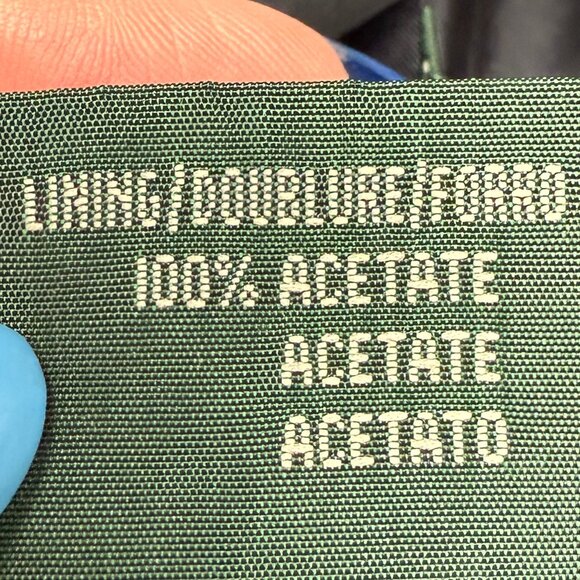 LINING/DOUBLURE/FORRO
100% ACETATE
ACETATE
ACETATO